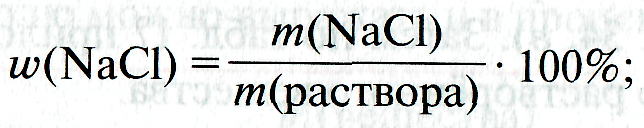 w(NaCl) = m(NaCl) / m(раствора) · 100%;